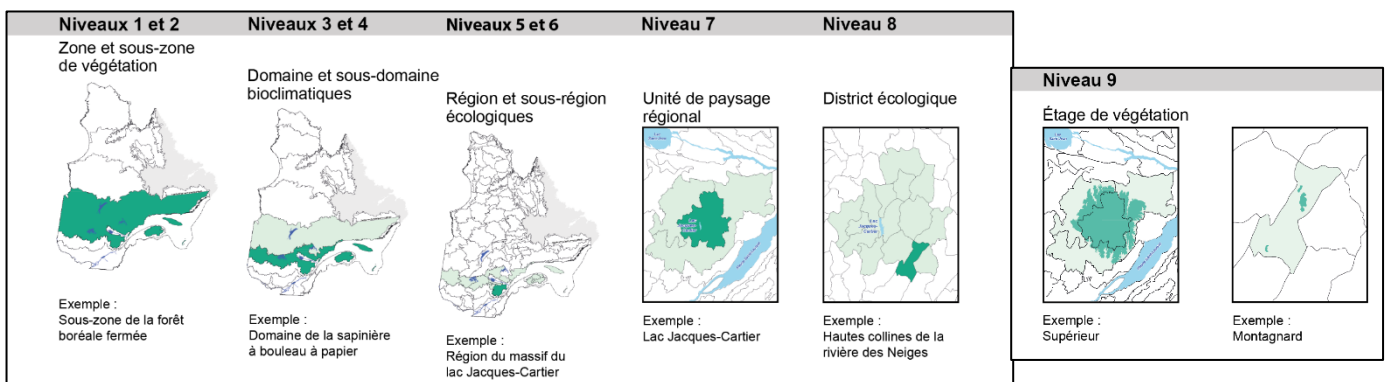 Niveaux 1 et 2
Zone et sous-zone
de végétation
Exemple :
Sous-zone de la forêt
boréale fermée
Niveaux 3 et 4
Domaine et sous-domaine
bioclimatiques
Exemple :
Domaine de la sapinière
à bouleau à papier
Niveaux 5 et 6
Région et sous-région
écologiques
Exemple :
Région du massif du
lac Jacques-Cartier
Niveau 7
Unité de paysage
régional
Exemple :
Lac Jacques-Cartier
Niveau 8
District écologique
Exemple :
Hautes collines de la
rivière des Neiges
Niveau 9
Étage de végétation
Exemple :
Supérieur
Exemple :
Montagnard